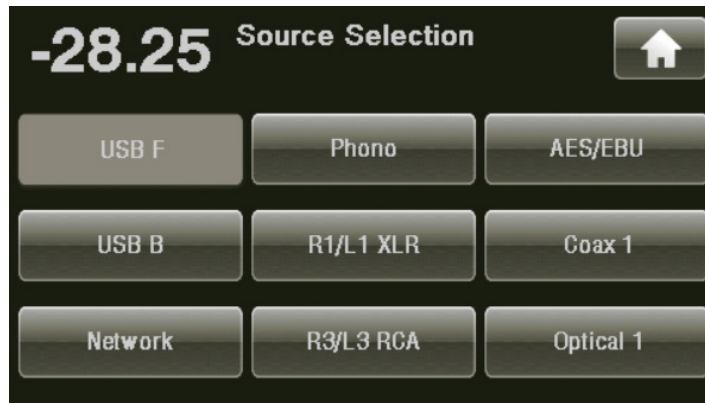 -28.25 Source Selection
USB F Phono AES/EBU
USB B R1/L1 XLR Coax 1
Network R3/L3 RCA Optical 1